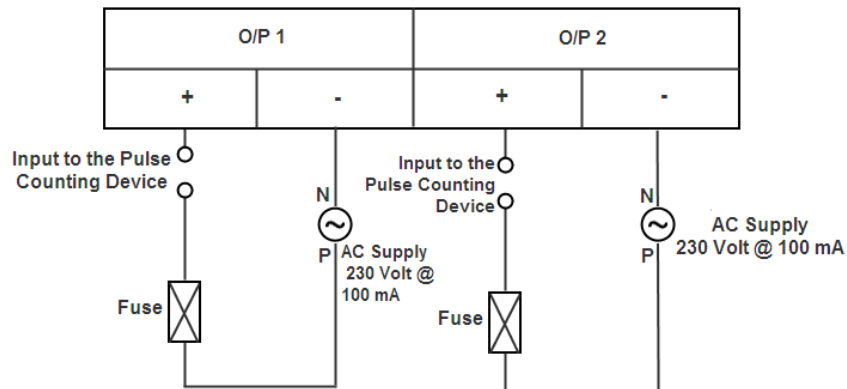 O/P 1
O/P 2
+
-
+
-
Input to the Pulse
Counting Device
Input to the
Pulse Counting
Device
N
P
AC Supply
230 Volt @
100 mA
N
P
AC Supply
230 Volt @ 100 mA
Fuse
Fuse